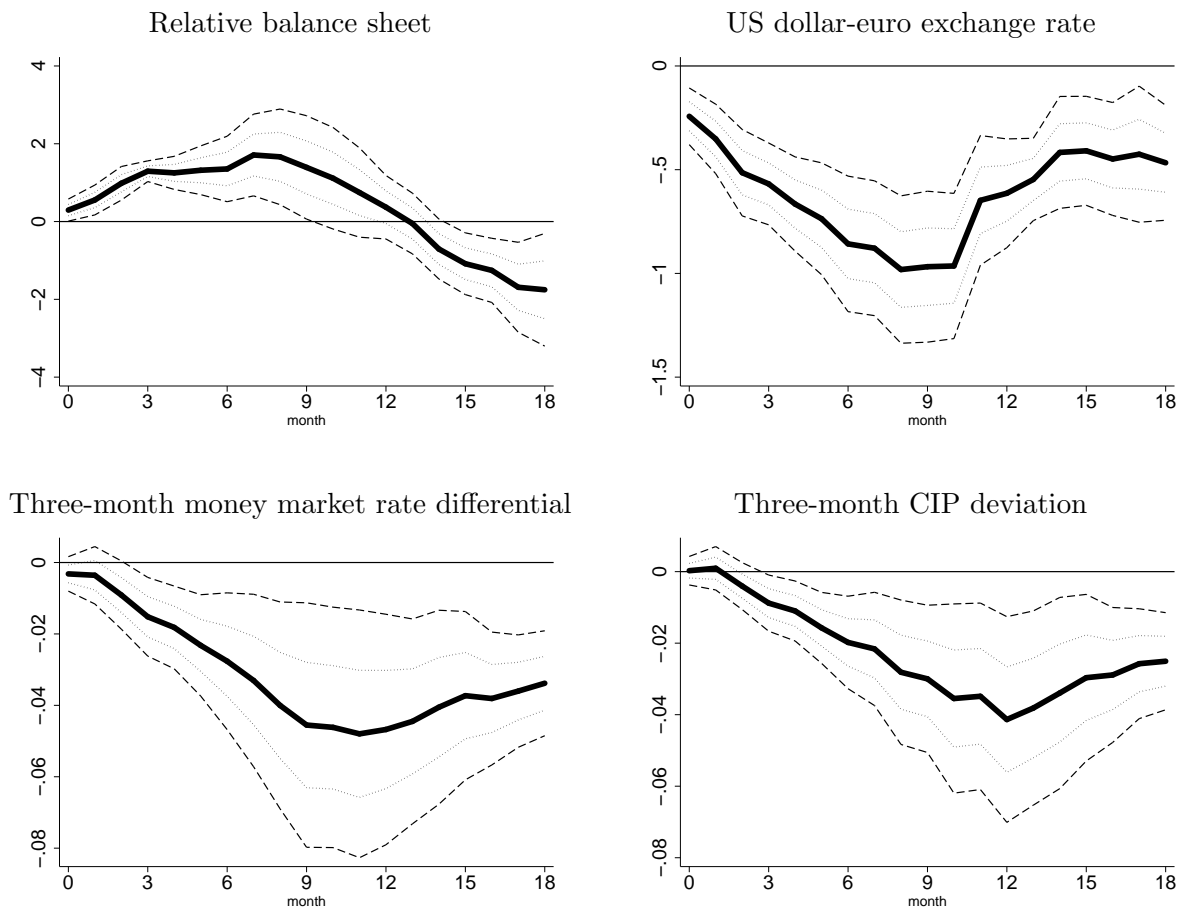 Relative balance sheet
4
2
0
−2
−4
0 3 6 9 12 15 18
month
US dollar-euro exchange rate
0
−.5
−1
−1.5
0 3 6 9 12 15 18
month
Three-month money market rate differential
0
−.02
−.04
−.06
−.08
0 3 6 9 12 15 18
month
Three-month CIP deviation
0
−.02
−.04
−.06
−.08
0 3 6 9 12 15 18
month